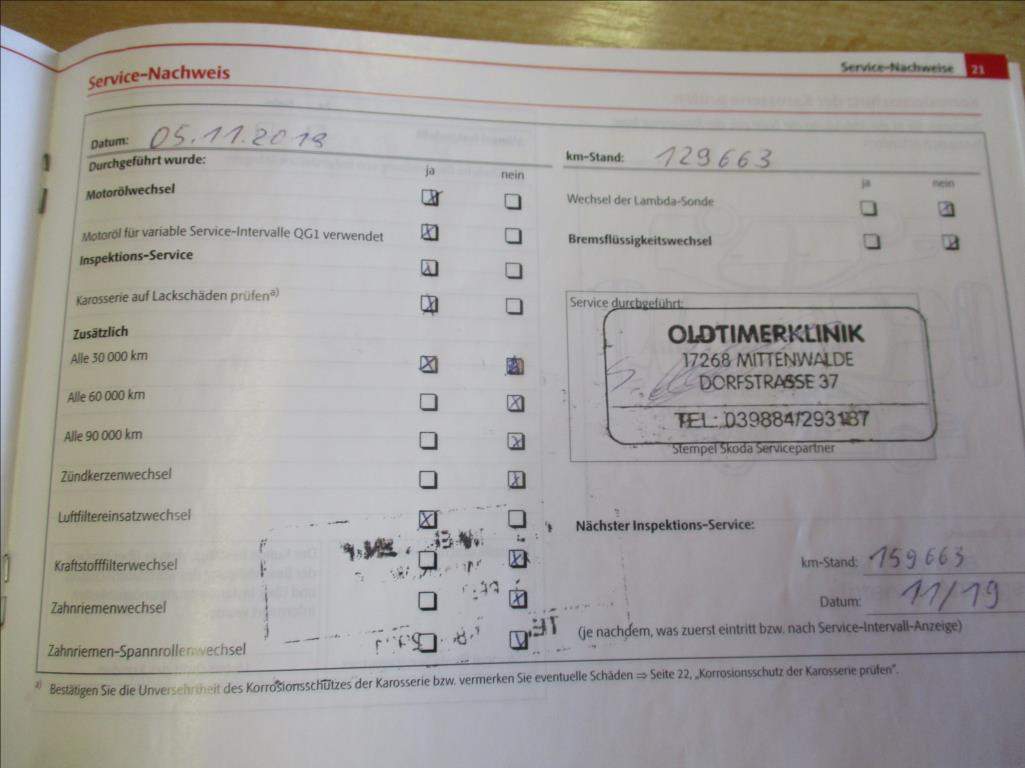 Service-Nachweise 21
Service-Nachweis
Datum: 05.11.2018
km-Stand: 129663
Durchgeführt wurde:
ja nein
Motorölwechsel
Motoröl für variable Service-Intervalle QG1 verwendet
Inspektions-Service
Karosserie auf Lackschäden prüfen a)
Zusätzlich
Alle 30 000 km
Alle 60 000 km
Alle 90 000 km
Zündkerzenwechsel
Luftfiltereinsatzwechsel
Kraftstofffilterwechsel
Zahnriemenwechsel
Zahnriemen-Spannrollenwechsel
ja nein
Wechsel der Lambda-Sonde
Bremsflüssigkeitswechsel
Service durchgeführt:
OLDTIMERKLINIK
17268 MITTENWALDE
DORFSTRASSE 37
TEL: 039884/293187
Stempel Skoda Servicepartner
Nächster Inspektions-Service:
km-Stand: 159663
Datum: 11/19
(je nachdem, was zuerst eintritt bzw. nach Service-Intervall-Anzeige)
a) Bestätigen Sie die Unversehrtheit des Korrosionsschutzes der Karosserie bzw. vermerken Sie eventuelle Schäden ⇒ Seite 22, „Korrosionsschutz der Karosserie prüfen“.